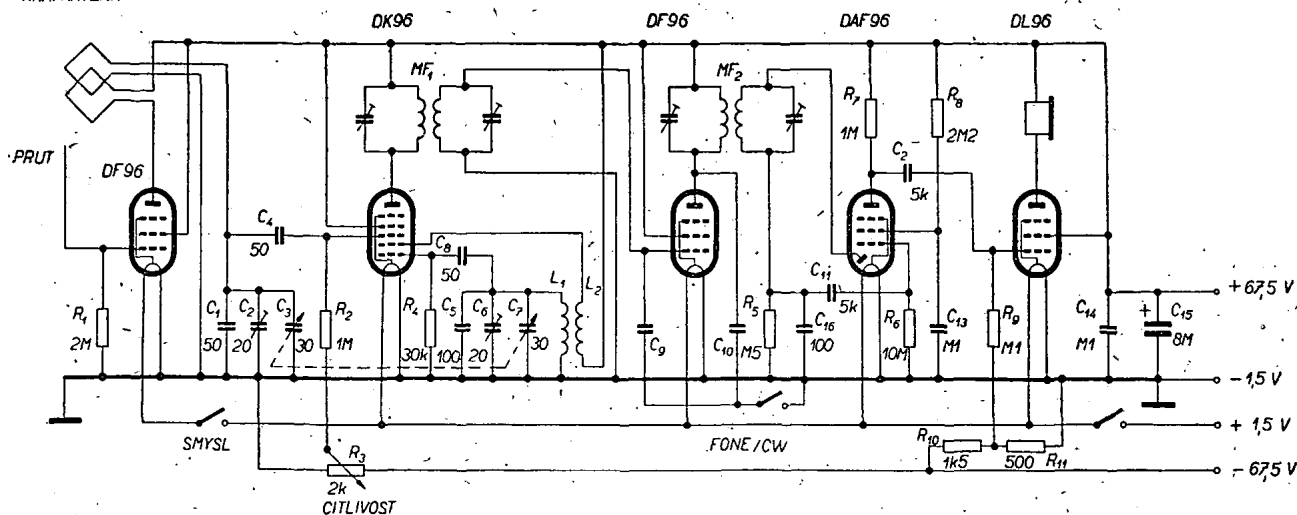 DK96 DF96 DAF96 DL96
MF₁ MF₂
R₇ R₈
1M 2M2
PRUT
DF96
C₂
5k
C₄
50
C₈
50
R₁
2M
C₁ C₂ C₃
50 20 30
R₂
1M
R₄
30k
C₅ C₆ C₇
100 20 30
L₁ L₂
C₉
C₁₀
M5
R₅
C₁₁
5k
C₁₆
100
R₆
10M
C₁₃
M1
R₉
M1
C₁₄
M1
+
C₁₅
8M
+67,5 V
-1,5 V
+ 1,5 V
-67,5 V
SMYSL
FONE/CW
R₁₀
1k5
500
R₁₁
R₃
2k
CITLIVOST